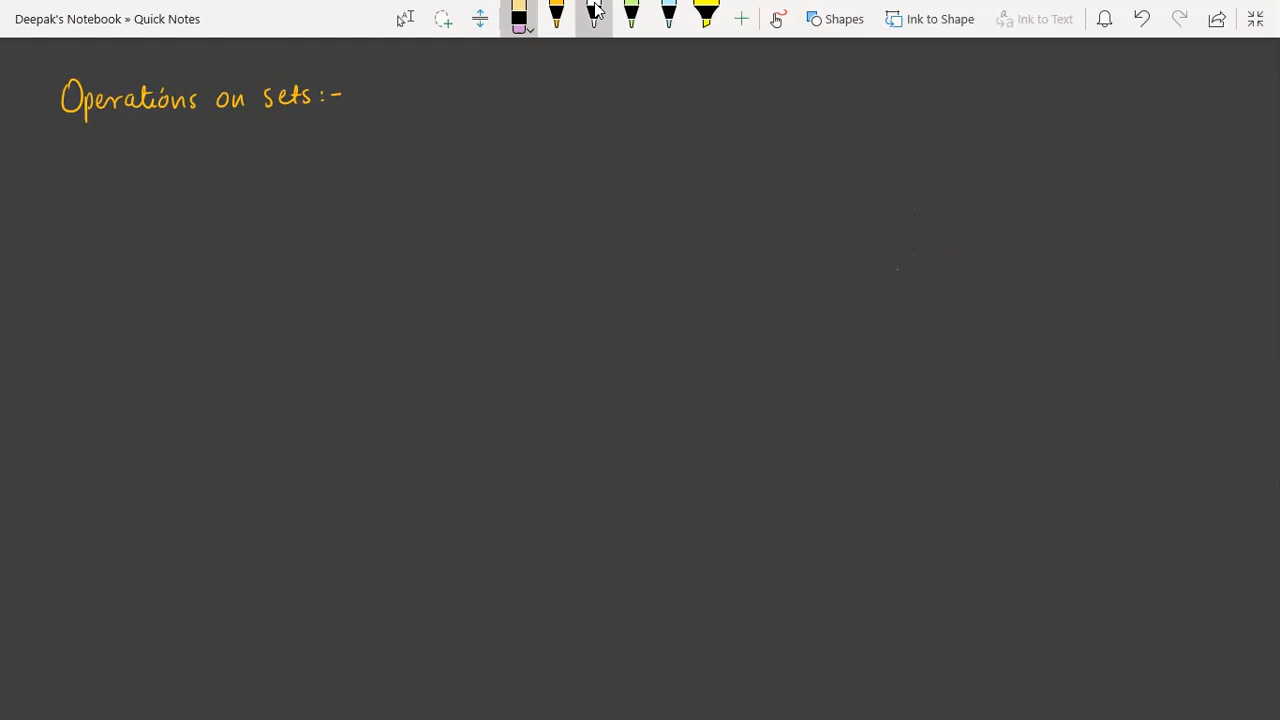 Deepak's Notebook » Quick Notes
Shapes
Ink to Shape
Ink to Text
Operations on sets:-